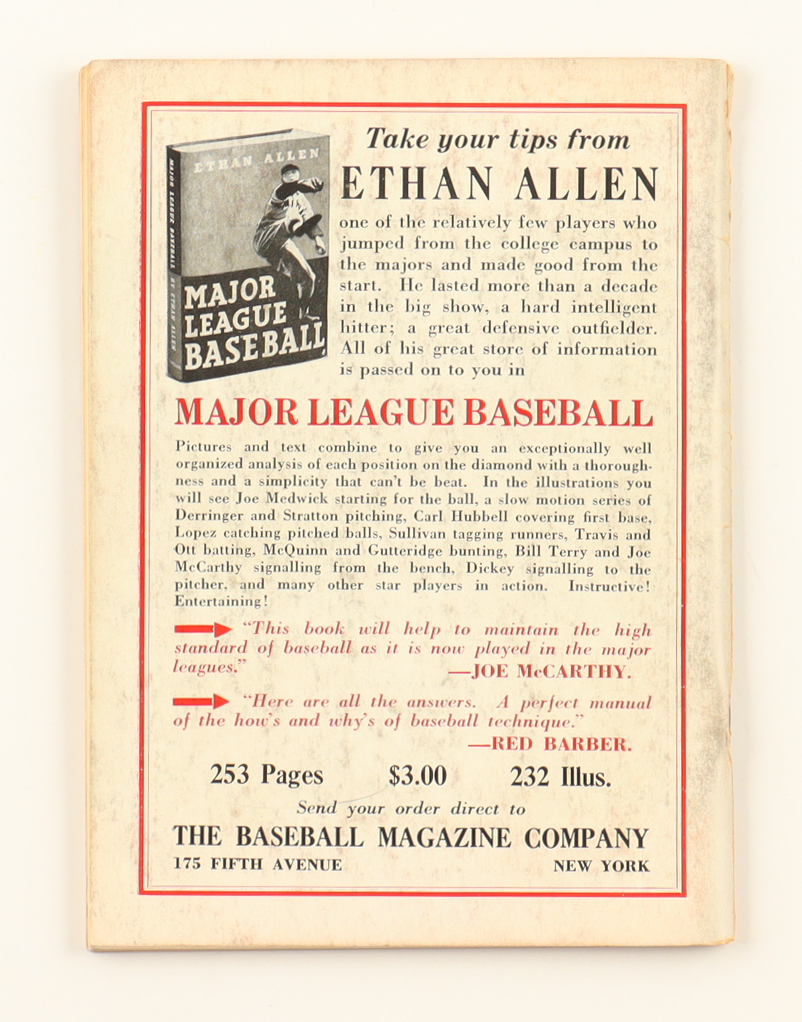 Take your tips from
ETHAN ALLEN
one of the relatively few players who
jumped from the college campus to
the majors and made good from the
start. He lasted more than a decade
in the big show, a hard intelligent
hitter; a great defensive outfielder.
All of his great store of information
is passed on to you in
ETHAN ALLEN
MAJOR
LEAGUE
BASEBALL
MAJOR LEAGUE BASEBALL BY ETHAN ALLEN
MAJOR LEAGUE BASEBALL
Pictures and text combine to give you an exceptionally well
organized analysis of each position on the diamond with a thorough-
ness and a simplicity that can't be beat. In the illustrations you
will see Joe Medwick starting for the ball, a slow motion series of
Derringer and Stratton pitching, Carl Hubbell covering first base,
Lopez catching pitched balls, Sullivan tagging runners, Travis and
Ott batting, McQuinn and Gutteridge bunting, Bill Terry and Joe
McCarthy signalling from the bench, Dickey signalling to the
pitcher, and many other star players in action. Instructive!
Entertaining!
"This book will help to maintain the high
standard of baseball as it is now played in the major
leagues."
—JOE McCARTHY.
"Here are all the answers. A perfect manual
of the how's and why's of baseball technique."
—RED BARBER.
253 Pages $3.00 232 Illus.
Send your order direct to
THE BASEBALL MAGAZINE COMPANY
175 FIFTH AVENUE NEW YORK